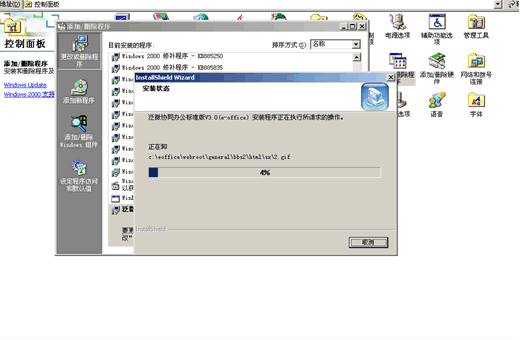 控制面板
添加/删除程序
控制面板
添加/删除程序
安装和删除程序及
Windows Update
Windows 2000 支持
更改或删除程
序
添加新程序
添加/删除
Windows 组件
设定程序访问
和默认值
目前安装的程序:
排序方式(S): 名称
Windows 2000 修补程序 - KB885250
Windows 2000 修补程序 - KB885835
InstallShield Wizard
安装状态
泛微协同办公标准版V3.0(e-office) 安装程序正在执行所请求的操作。
正在卸
c:\eoffice\webroot\general\bbs2\html\zx\2.gif
4%
InstallShield
取消
电源选项
辅助功能选
项
管理工具
添加/删除硬
件
网络和拨号
连接
语音
字体